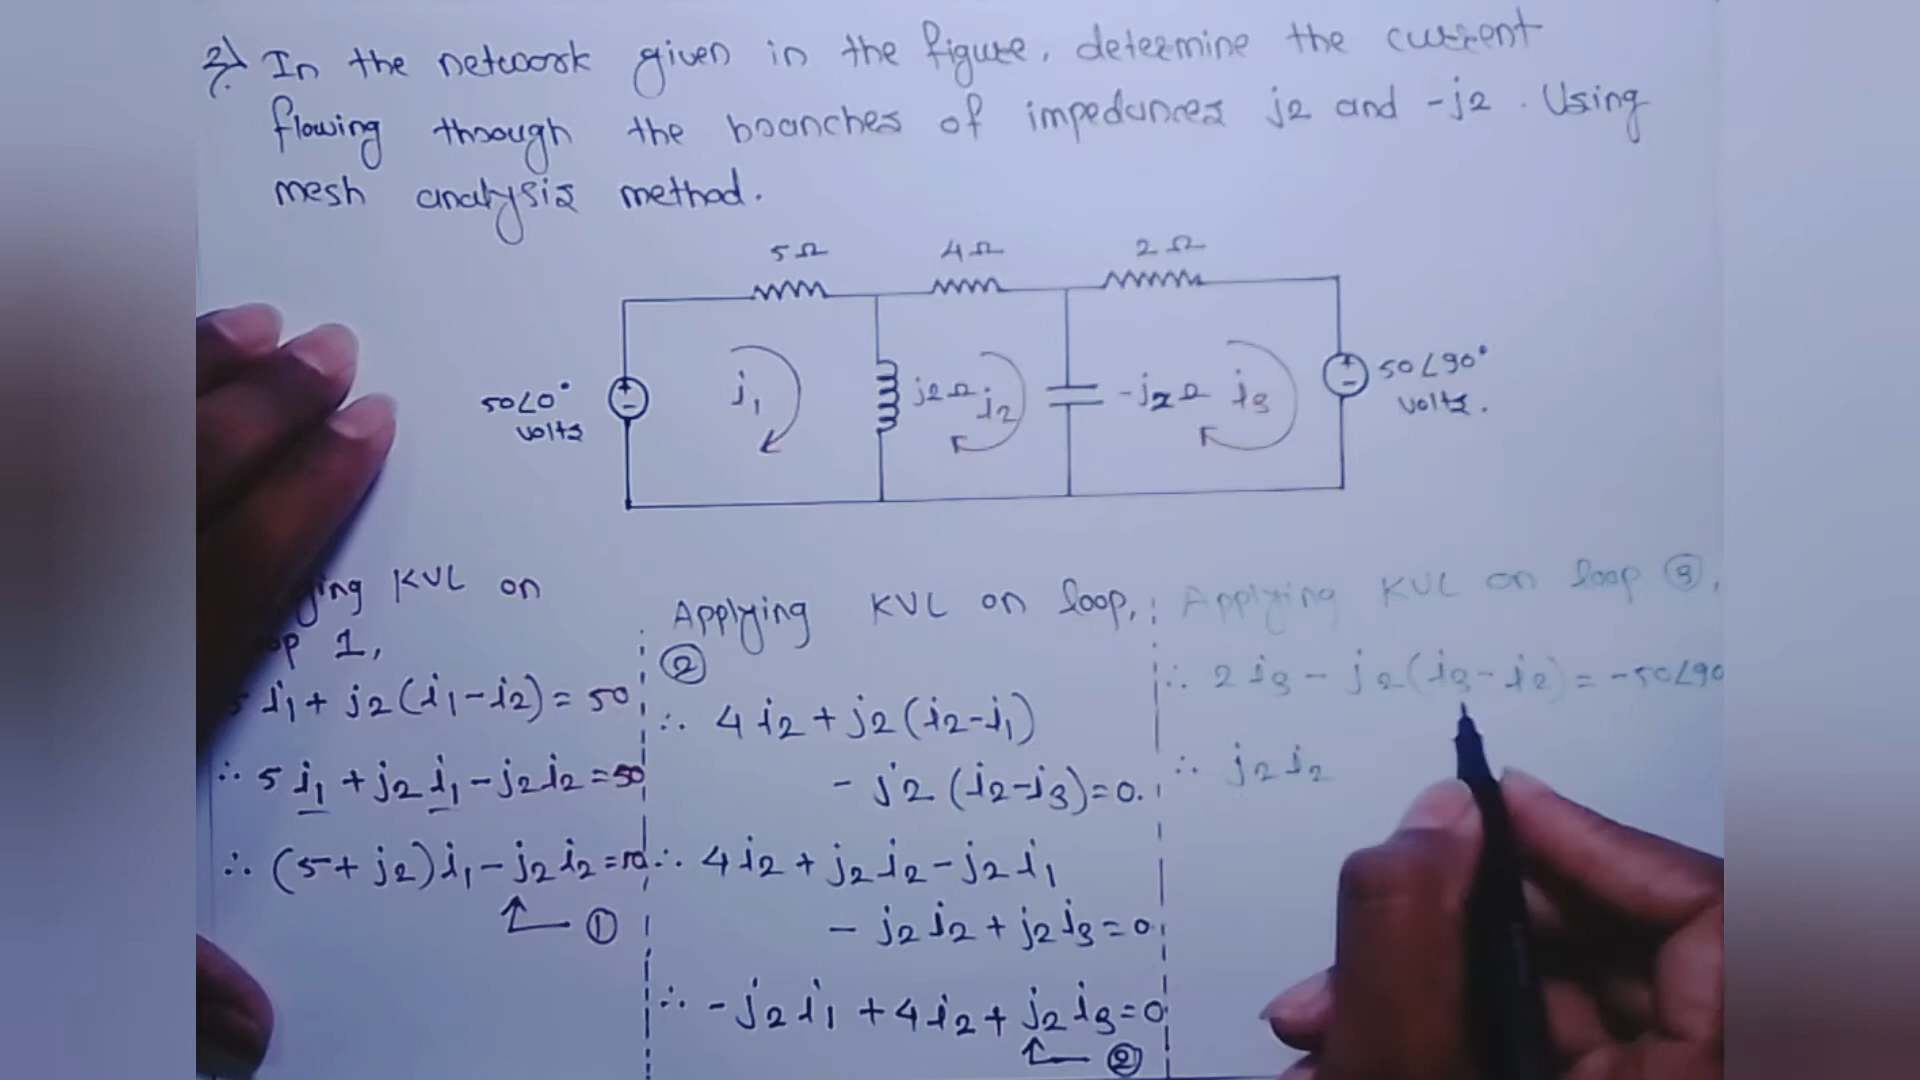 3) In the network given in the figure, determine the current
flowing through the branches of impedances j2 and -j2. Using
mesh analysis method.
5Ω 4Ω 2Ω
50∠0° volts
i1
j2Ω
i2
-j2Ω
i3
50∠90° volts.
ying KVL on
op 1,
5 i1 + j2(i1-i2) = 50
∴ 5 i1 + j2 i1 - j2 i2 = 50
∴ (5+j2) i1 - j2 i2 =
①
Applying KVL on loop,
②
∴ 4 i2 + j2(i2-i1)
- j2(i2-i3)=0.
∴ 4 i2 + j2 i2 - j2 i1
- j2 i2 + j2 i3 = 0
∴ - j2 i1 + 4 i2 + j2 i3 = 0
②
Applying KVL on loop ③,
∴ 2 i3 - j2(i3-i2) = -50∠90
∴ j2 i2